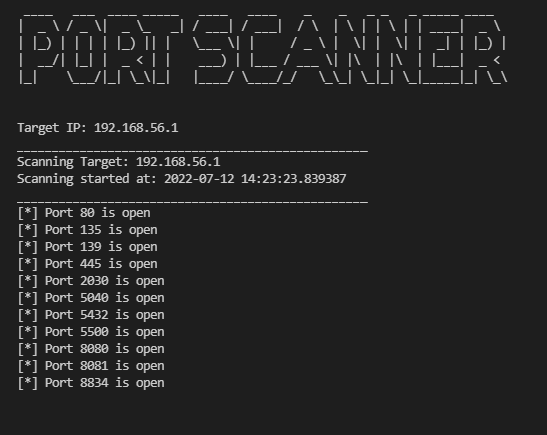 PORT SCANNER
Target IP: 192.168.56.1
__________________________________________________
Scanning Target: 192.168.56.1
Scanning started at: 2022-07-12 14:23:23.839387
__________________________________________________
[*] Port 80 is open
[*] Port 135 is open
[*] Port 139 is open
[*] Port 445 is open
[*] Port 2030 is open
[*] Port 5040 is open
[*] Port 5432 is open
[*] Port 5500 is open
[*] Port 8080 is open
[*] Port 8081 is open
[*] Port 8834 is open